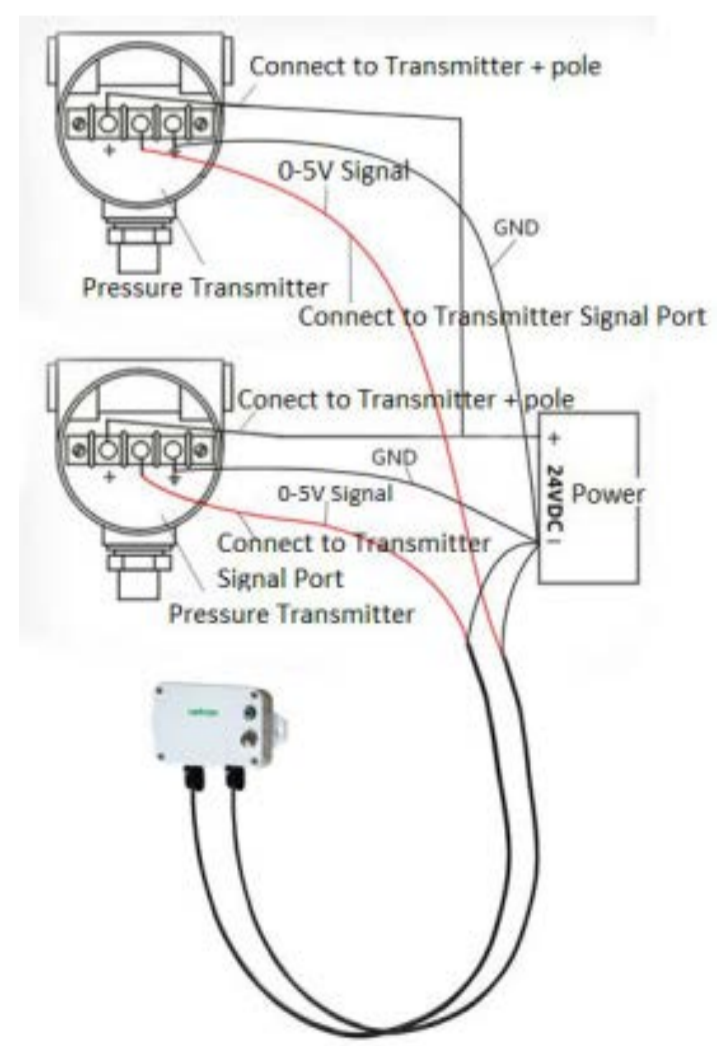 Connect to Transmitter + pole
+
0-5V Signal
GND
Pressure Transmitter
Connect to Transmitter Signal Port
Conect to Transmitter + pole
+
GND
+
24VDC
Power
−
0-5V Signal
Connect to Transmitter
Signal Port
Pressure Transmitter